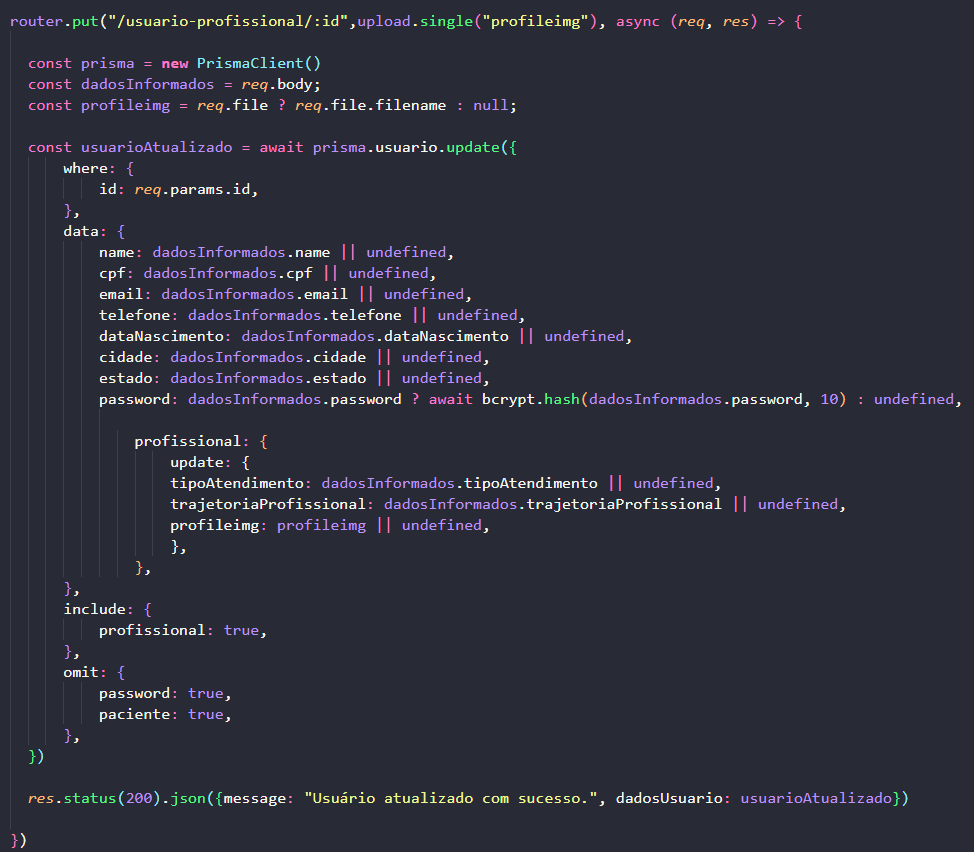 router.put("/usuario-profissional/:id",upload.single("profileimg"), async (req, res) => {
const prisma = new PrismaClient()
const dadosInformados = req.body;
const profileimg = req.file ? req.file.filename : null;
const usuarioAtualizado = await prisma.usuario.update({
where: {
id: req.params.id,
},
data: {
name: dadosInformados.name || undefined,
cpf: dadosInformados.cpf || undefined,
email: dadosInformados.email || undefined,
telefone: dadosInformados.telefone || undefined,
dataNascimento: dadosInformados.dataNascimento || undefined,
cidade: dadosInformados.cidade || undefined,
estado: dadosInformados.estado || undefined,
password: dadosInformados.password ? await bcrypt.hash(dadosInformados.password, 10) : undefined,
profissional: {
update: {
tipoAtendimento: dadosInformados.tipoAtendimento || undefined,
trajetoriaProfissional: dadosInformados.trajetoriaProfissional || undefined,
profileimg: profileimg || undefined,
},
},
},
include: {
profissional: true,
},
omit: {
password: true,
paciente: true,
},
})
res.status(200).json({message: "Usuário atualizado com sucesso.", dadosUsuario: usuarioAtualizado})
})